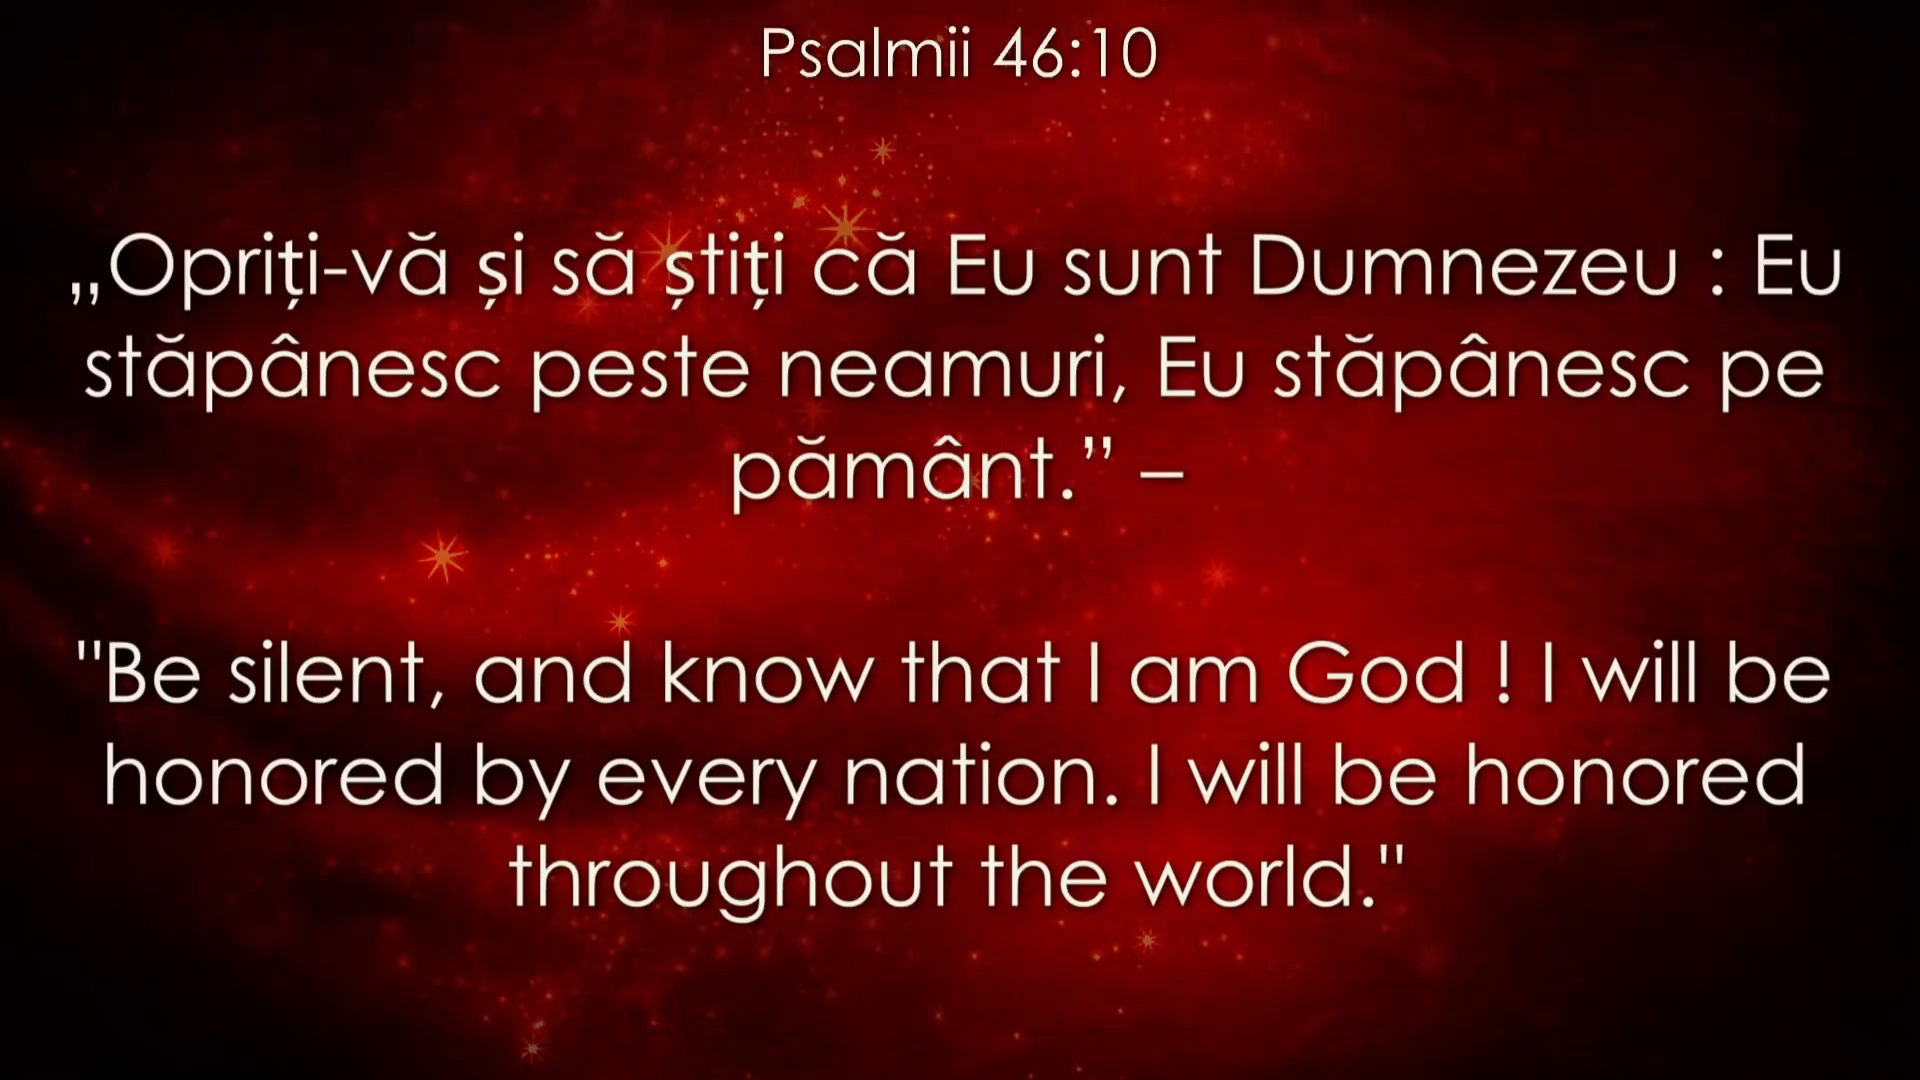 Psalmii 46:10
„Opriți-vă și să știți că Eu sunt Dumnezeu : Eu
stăpânesc peste neamuri, Eu stăpânesc pe
pământ.” –
"Be silent, and know that I am God ! I will be
honored by every nation. I will be honored
throughout the world."